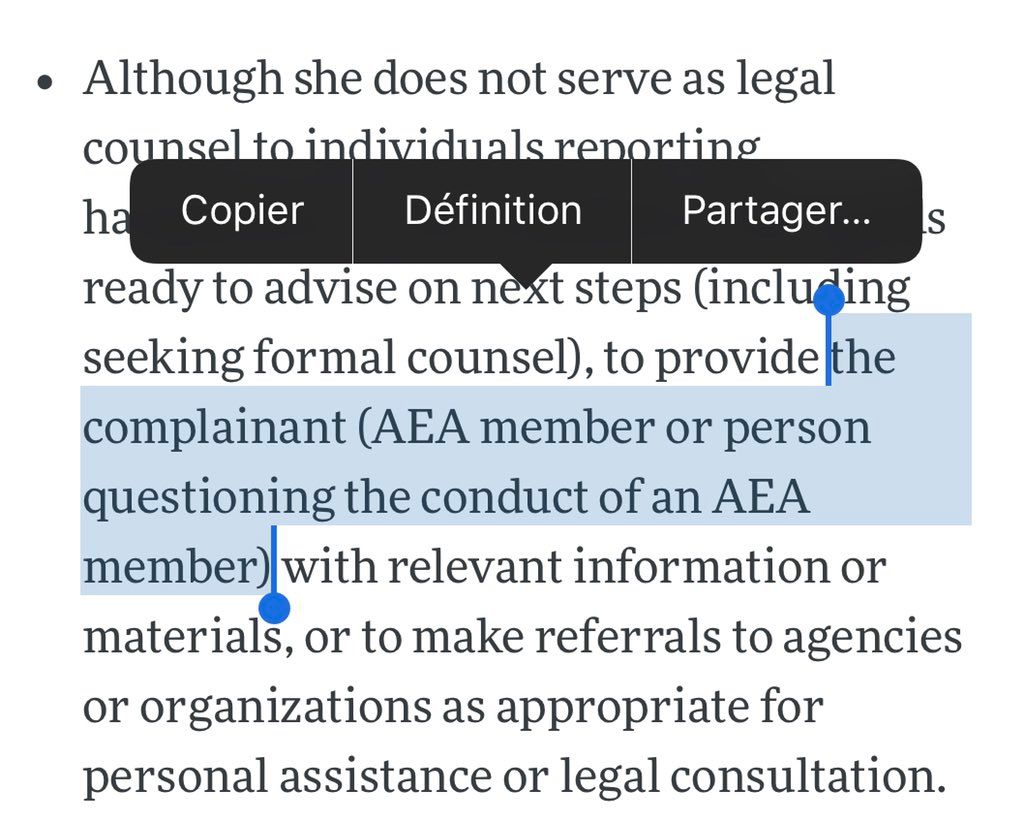 • Although she does not serve as legal
counsel to individuals reporting
ha
Copier Définition Partager...
s
ready to advise on next steps (including
seeking formal counsel), to provide the
complainant (AEA member or person
questioning the conduct of an AEA
member) with relevant information or
materials, or to make referrals to agencies
or organizations as appropriate for
personal assistance or legal consultation.